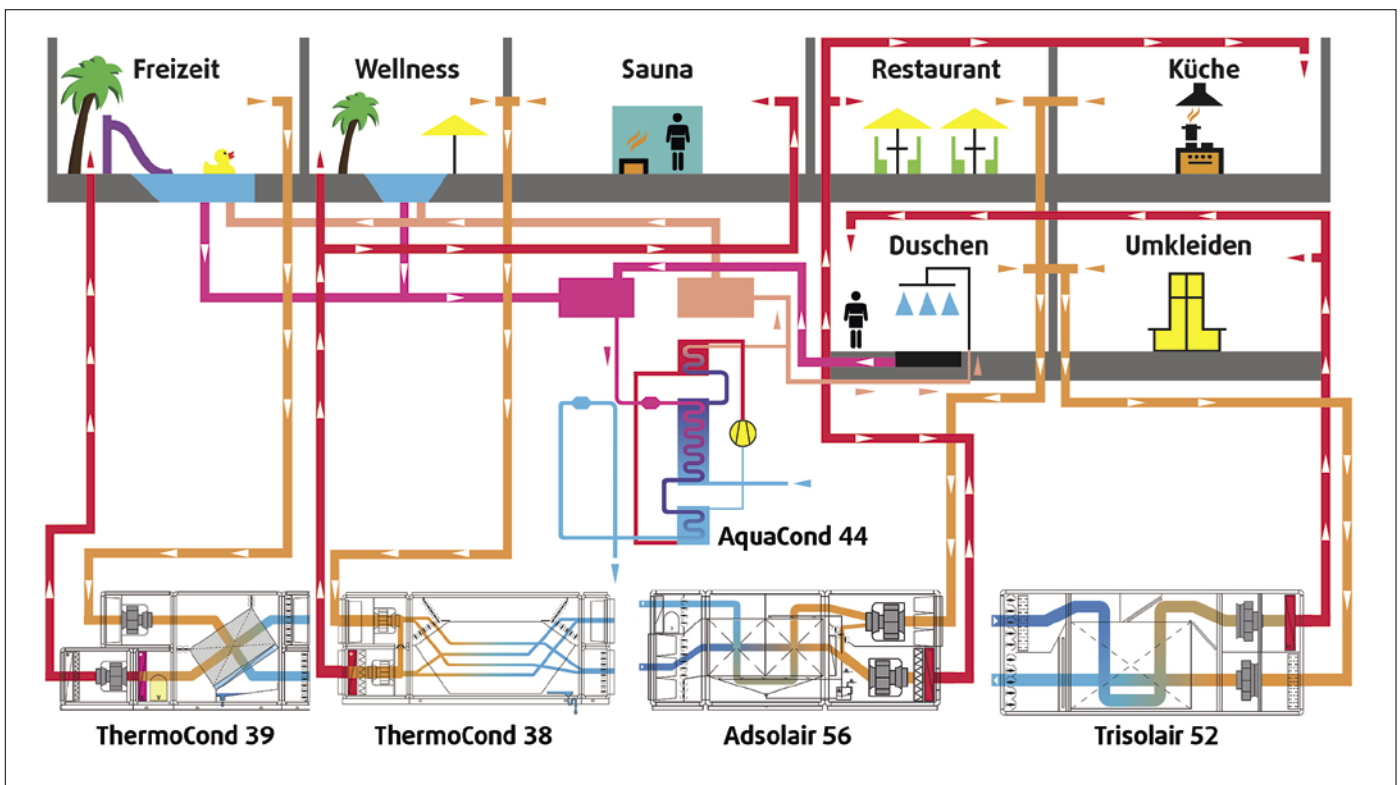 Freizeit
Wellness
Sauna
Restaurant
Küche
Duschen
Umkleiden
AquaCond 44
ThermoCond 39
ThermoCond 38
Adsolair 56
Trisolair 52